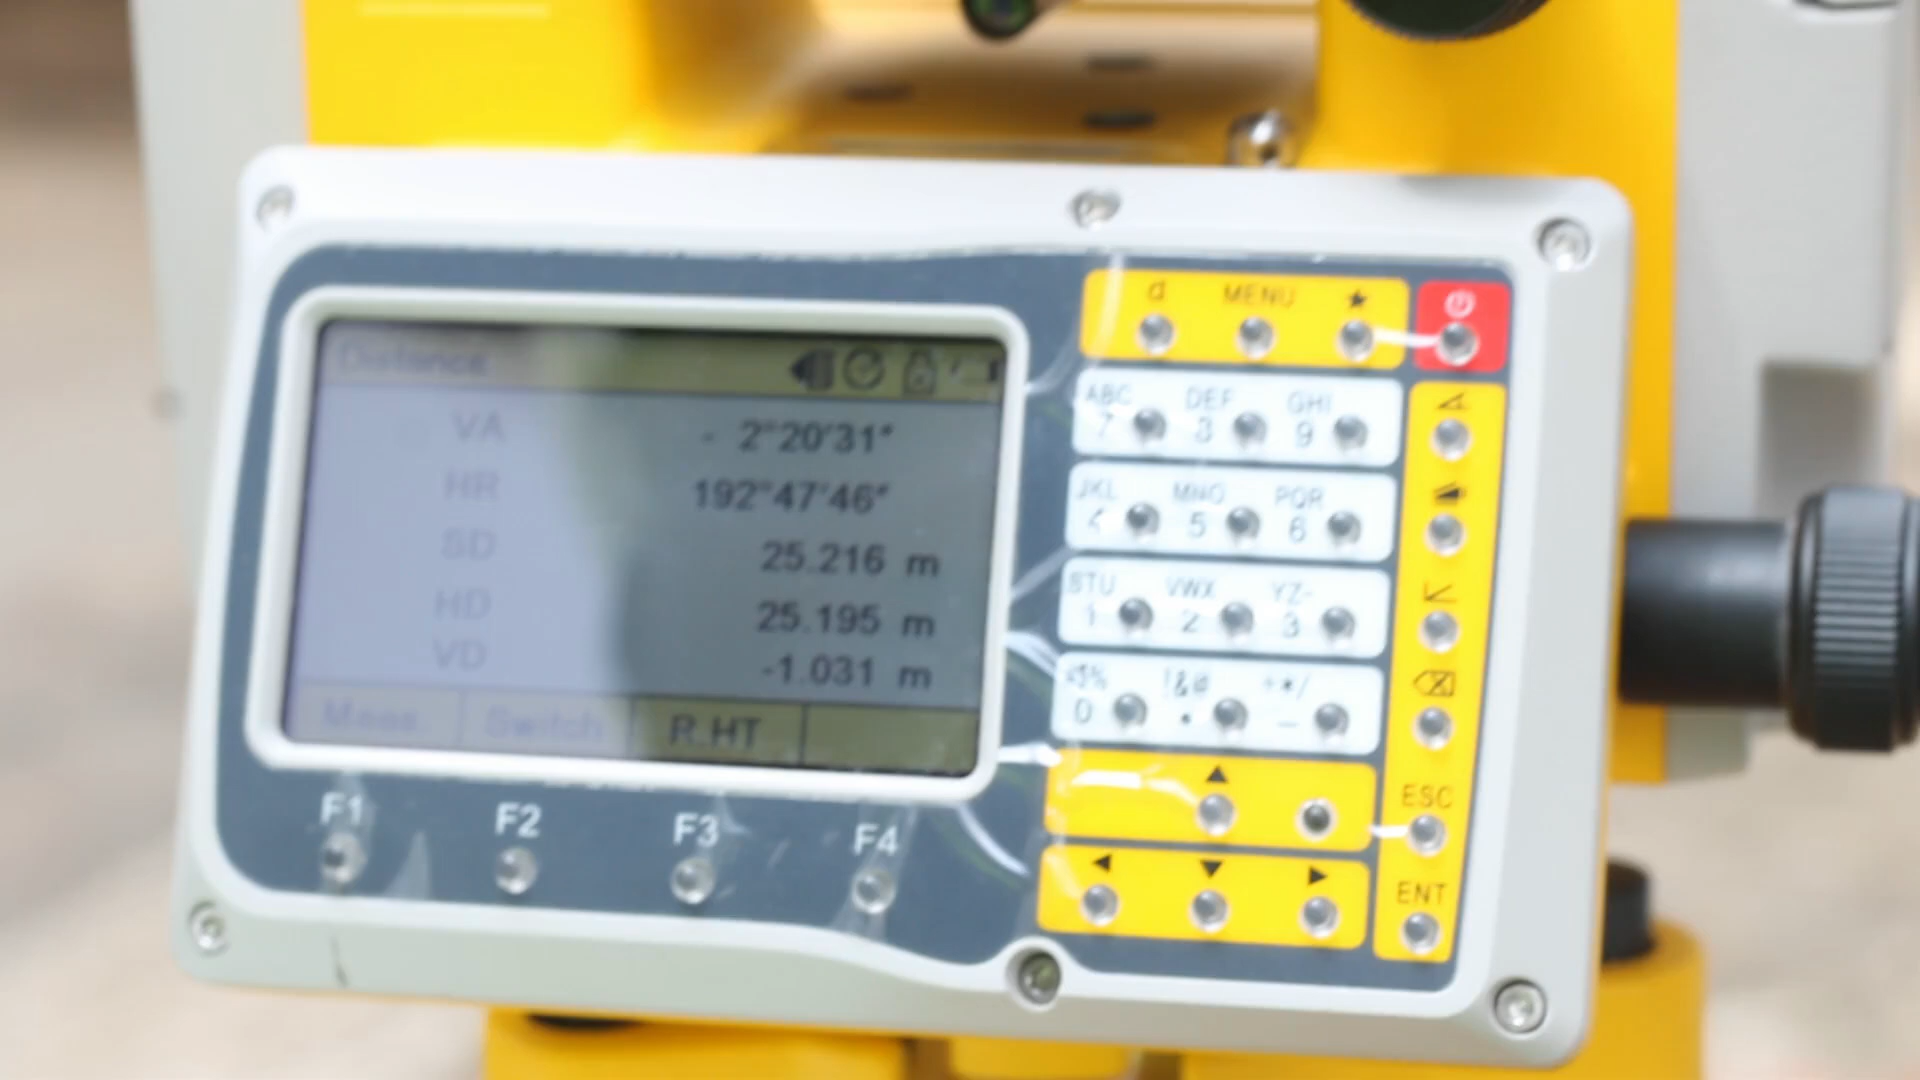 Distance
VA - 2°20'31"
HR 192°47'46"
SD 25.216 m
HD 25.195 m
VD -1.031 m
Meas. Switch R.HT
F1 F2 F3 F4
d MENU ★
ABC DEF GHI
7 8 9
JKL MNO PQR
4 5 6
STU VWX YZ-
1 2 3
!&@ +*/
0 . -
ESC
ENT